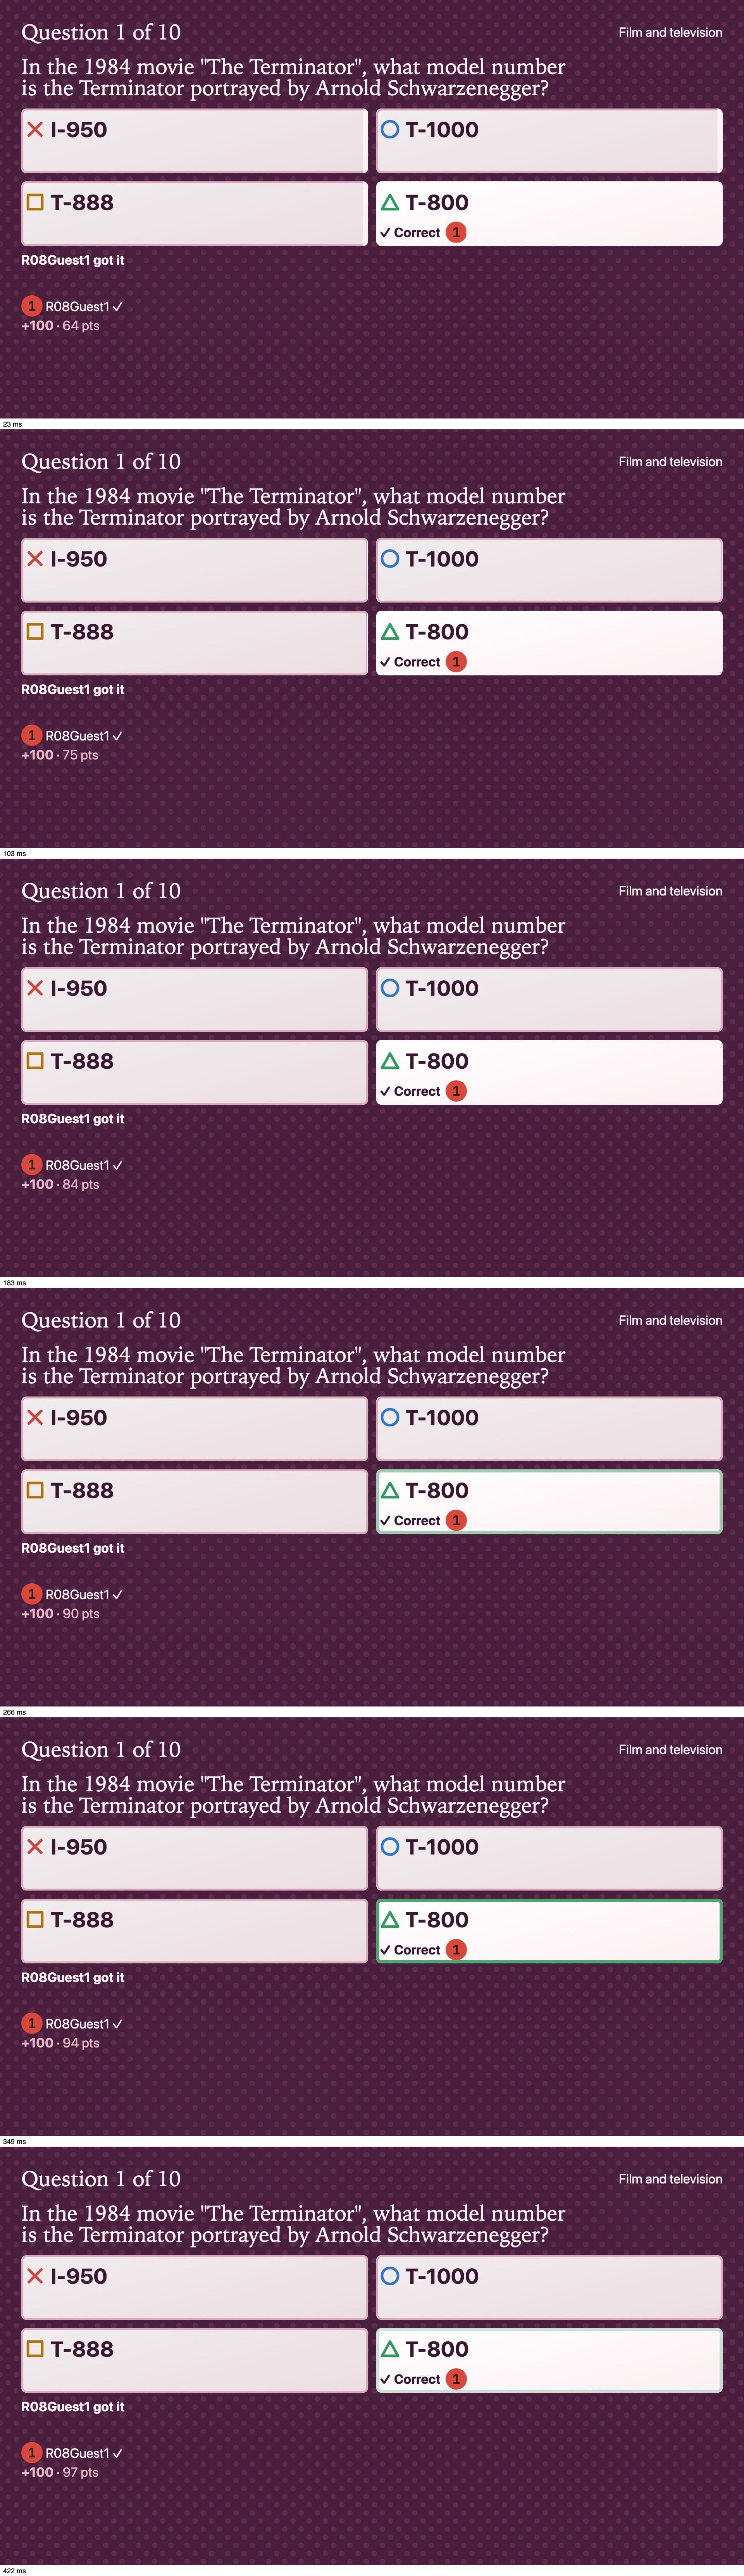 Question 1 of 10
Film and television
In the 1984 movie "The Terminator", what model number
is the Terminator portrayed by Arnold Schwarzenegger?
I-950
T-1000
T-888
T-800
✓ Correct 1
R08Guest1 got it
1 R08Guest1 ✓
+100 · 64 pts
23 ms
Question 1 of 10
Film and television
In the 1984 movie "The Terminator", what model number
is the Terminator portrayed by Arnold Schwarzenegger?
I-950
T-1000
T-888
T-800
✓ Correct 1
R08Guest1 got it
1 R08Guest1 ✓
+100 · 75 pts
103 ms
Question 1 of 10
Film and television
In the 1984 movie "The Terminator", what model number
is the Terminator portrayed by Arnold Schwarzenegger?
I-950
T-1000
T-888
T-800
✓ Correct 1
R08Guest1 got it
1 R08Guest1 ✓
+100 · 84 pts
183 ms
Question 1 of 10
Film and television
In the 1984 movie "The Terminator", what model number
is the Terminator portrayed by Arnold Schwarzenegger?
I-950
T-1000
T-888
T-800
✓ Correct 1
R08Guest1 got it
1 R08Guest1 ✓
+100 · 90 pts
266 ms
Question 1 of 10
Film and television
In the 1984 movie "The Terminator", what model number
is the Terminator portrayed by Arnold Schwarzenegger?
I-950
T-1000
T-888
T-800
✓ Correct 1
R08Guest1 got it
1 R08Guest1 ✓
+100 · 94 pts
349 ms
Question 1 of 10
Film and television
In the 1984 movie "The Terminator", what model number
is the Terminator portrayed by Arnold Schwarzenegger?
I-950
T-1000
T-888
T-800
✓ Correct 1
R08Guest1 got it
1 R08Guest1 ✓
+100 · 97 pts
422 ms